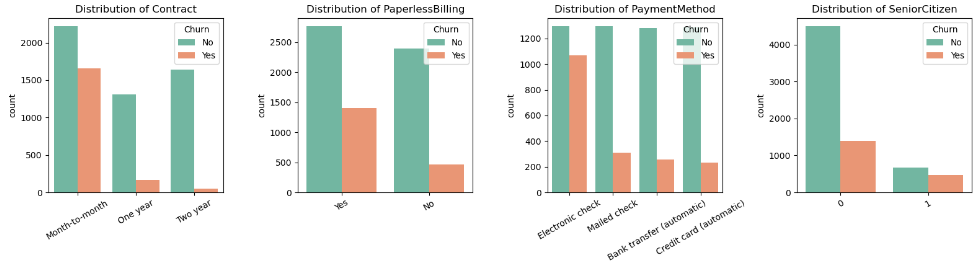 Distribution of Contract
Churn
No
Yes
count
2000
1500
1000
500
0
Month-to-month
One year
Two year
Distribution of PaperlessBilling
Churn
No
Yes
count
2500
2000
1500
1000
500
0
Yes
No
Distribution of PaymentMethod
Churn
No
Yes
count
1200
1000
800
600
400
200
0
Electronic check
Mailed check
Bank transfer (automatic)
Credit card (automatic)
Distribution of SeniorCitizen
Churn
No
Yes
count
4000
3000
2000
1000
0
0
1